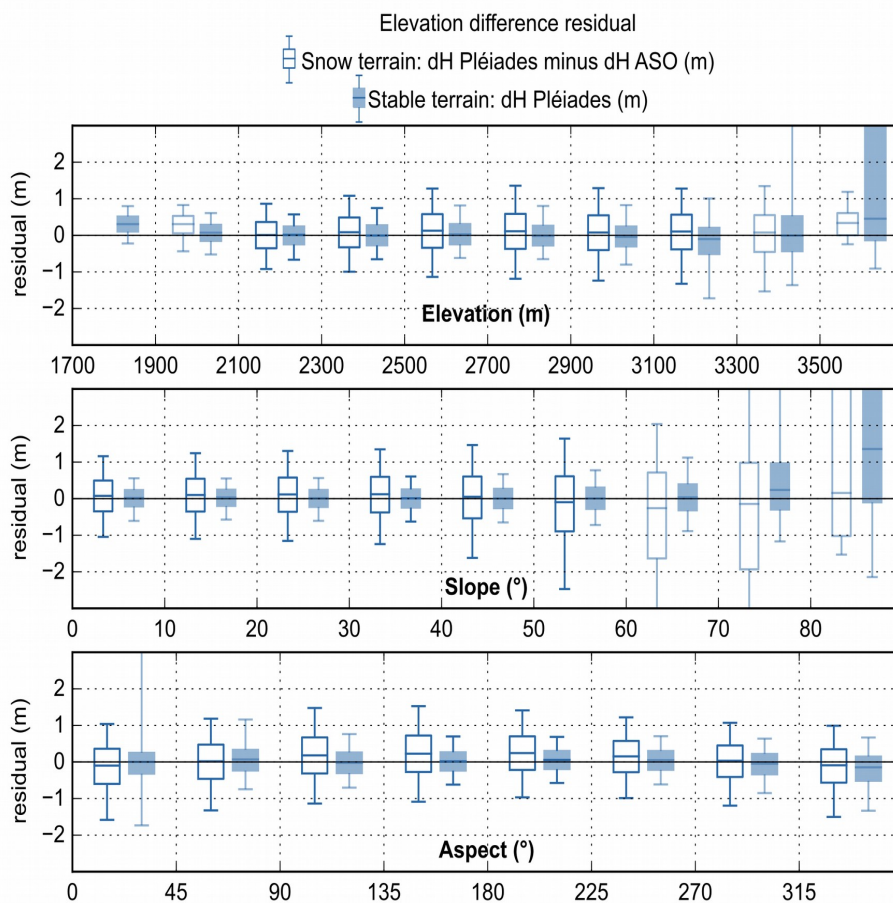 Elevation difference residual
Snow terrain: dH Pléiades minus dH ASO (m)
Stable terrain: dH Pléiades (m)
residual (m)
2
1
0
−1
−2
Elevation (m)
1700 1900 2100 2300 2500 2700 2900 3100 3300 3500
residual (m)
2
1
0
−1
−2
Slope (°)
0 10 20 30 40 50 60 70 80
residual (m)
2
1
0
−1
−2
Aspect (°)
0 45 90 135 180 225 270 315